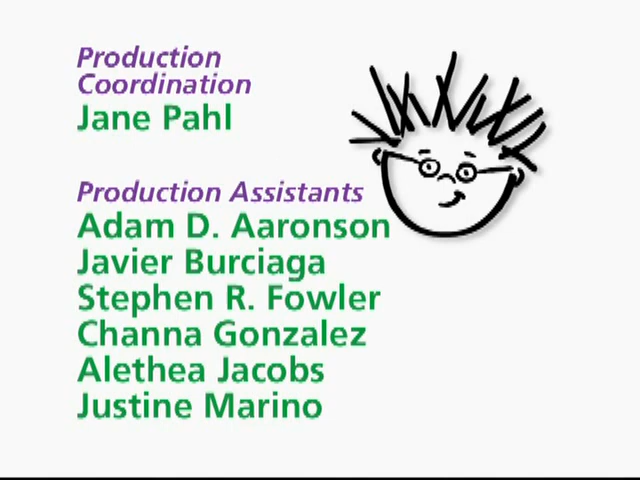 Production
Coordination
Jane Pahl
Production Assistants
Adam D. Aaronson
Javier Burciaga
Stephen R. Fowler
Channa Gonzalez
Alethea Jacobs
Justine Marino